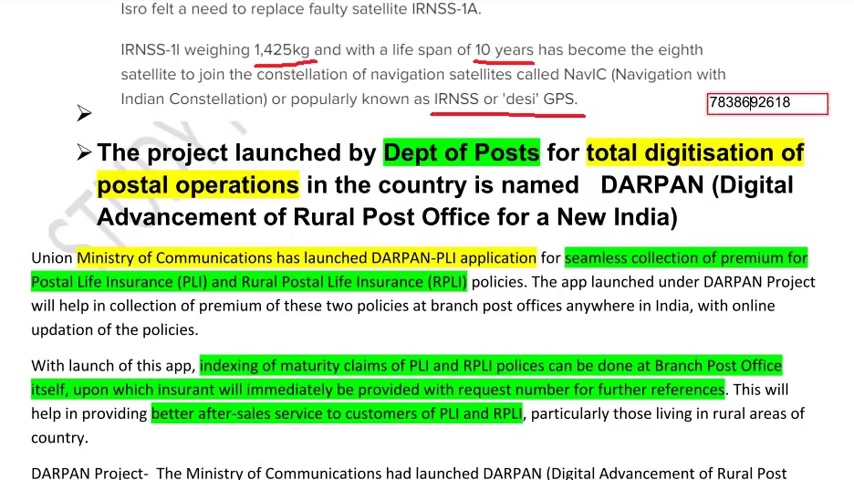 Isro felt a need to replace faulty satellite IRNSS-1A.
IRNSS-1I weighing 1,425kg and with a life span of 10 years has become the eighth
satellite to join the constellation of navigation satellites called NavIC (Navigation with
Indian Constellation) or popularly known as IRNSS or 'desi' GPS.
7838692618
The project launched by Dept of Posts for total digitisation of
postal operations in the country is named DARPAN (Digital
Advancement of Rural Post Office for a New India)
Union Ministry of Communications has launched DARPAN-PLI application for seamless collection of premium for
Postal Life Insurance (PLI) and Rural Postal Life Insurance (RPLI) policies. The app launched under DARPAN Project
will help in collection of premium of these two policies at branch post offices anywhere in India, with online
updation of the policies.
With launch of this app, indexing of maturity claims of PLI and RPLI polices can be done at Branch Post Office
itself, upon which insurant will immediately be provided with request number for further references. This will
help in providing better after-sales service to customers of PLI and RPLI, particularly those living in rural areas of
country.
DARPAN Project- The Ministry of Communications had launched DARPAN (Digital Advancement of Rural Post
STUDY